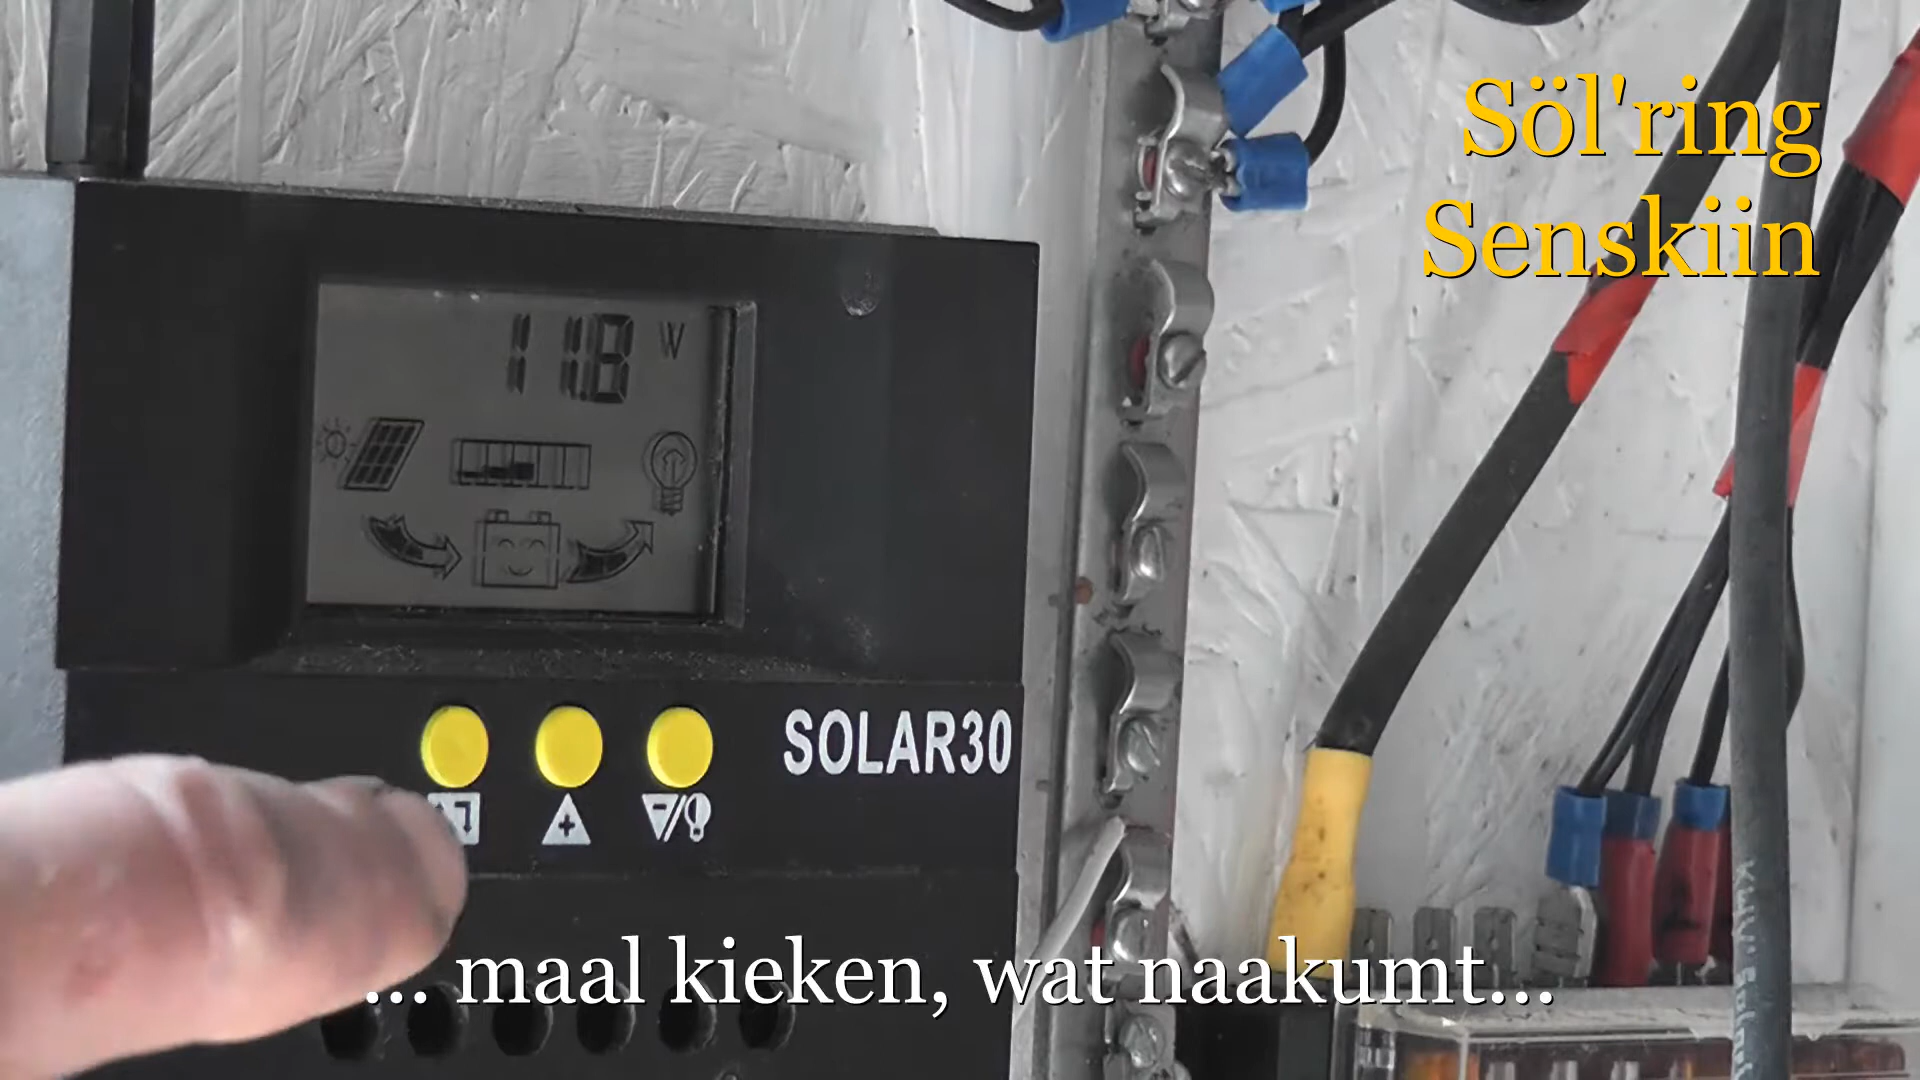 Söl'ring
Senskiin
11.8 W
SOLAR30
... maal kieken, wat naakumt...